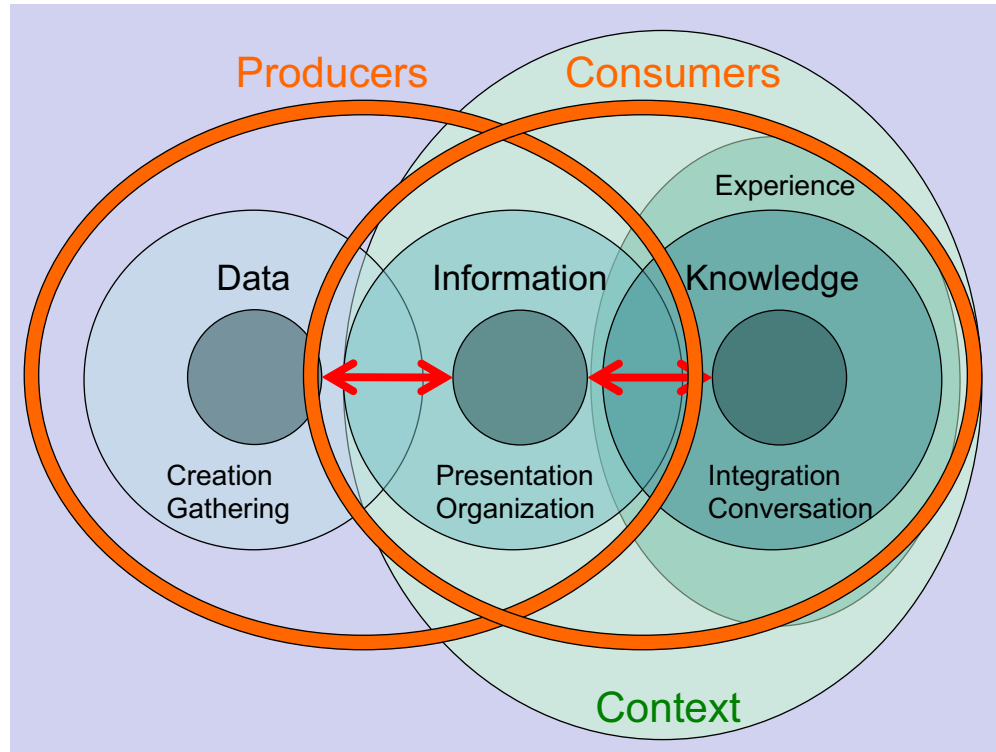 Producers
Consumers
Experience
Data
Information
Knowledge
Creation
Gathering
Presentation
Organization
Integration
Conversation
Context